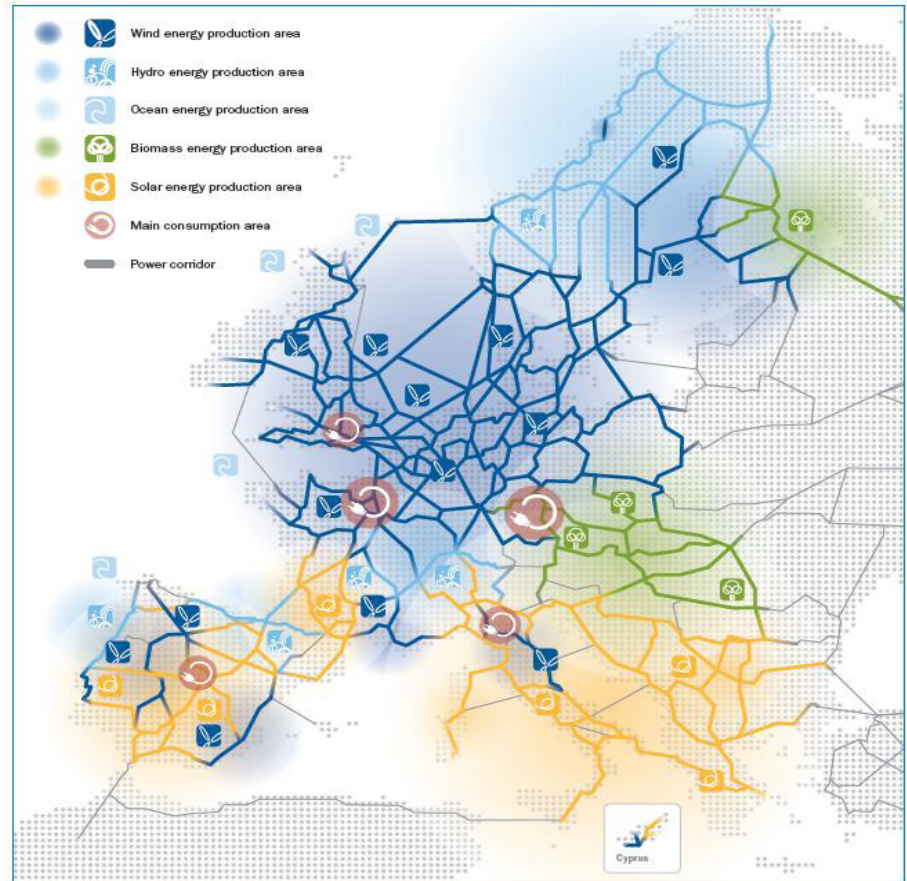 Wind energy production area
Hydro energy production area
Ocean energy production area
Biomass energy production area
Solar energy production area
Main consumption area
Power corridor
Cyprus